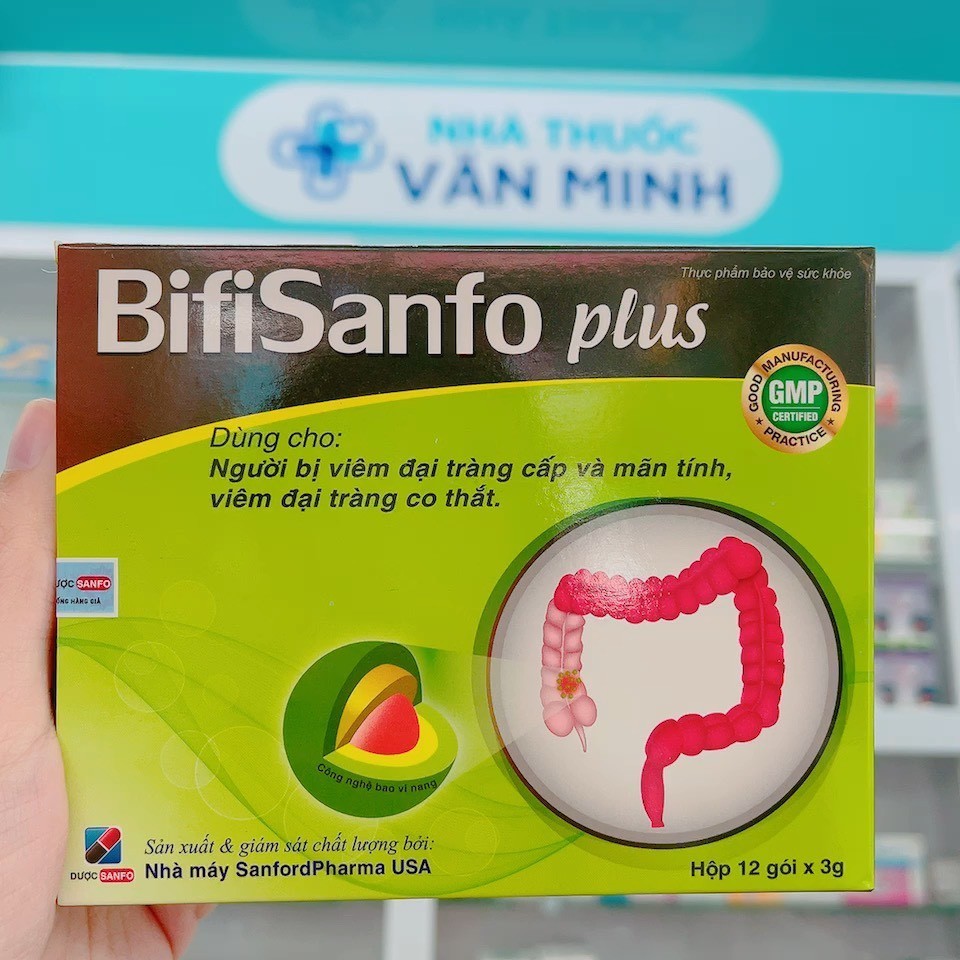 NHÀ THUỐC
VĂN MINH
BifiSanfo plus
Thực phẩm bảo vệ sức khỏe
GOOD MANUFACTURING
GMP
CERTIFIED
PRACTICE
Dùng cho:
Người bị viêm đại tràng cấp và mãn tính,
viêm đại tràng co thắt.
SANFO
HÀNG GIẢ
Công nghệ bao vi nang
Sản xuất & giám sát chất lượng bởi:
Nhà máy SanfordPharma USA
DƯỢC SANFO
Hộp 12 gói x 3g